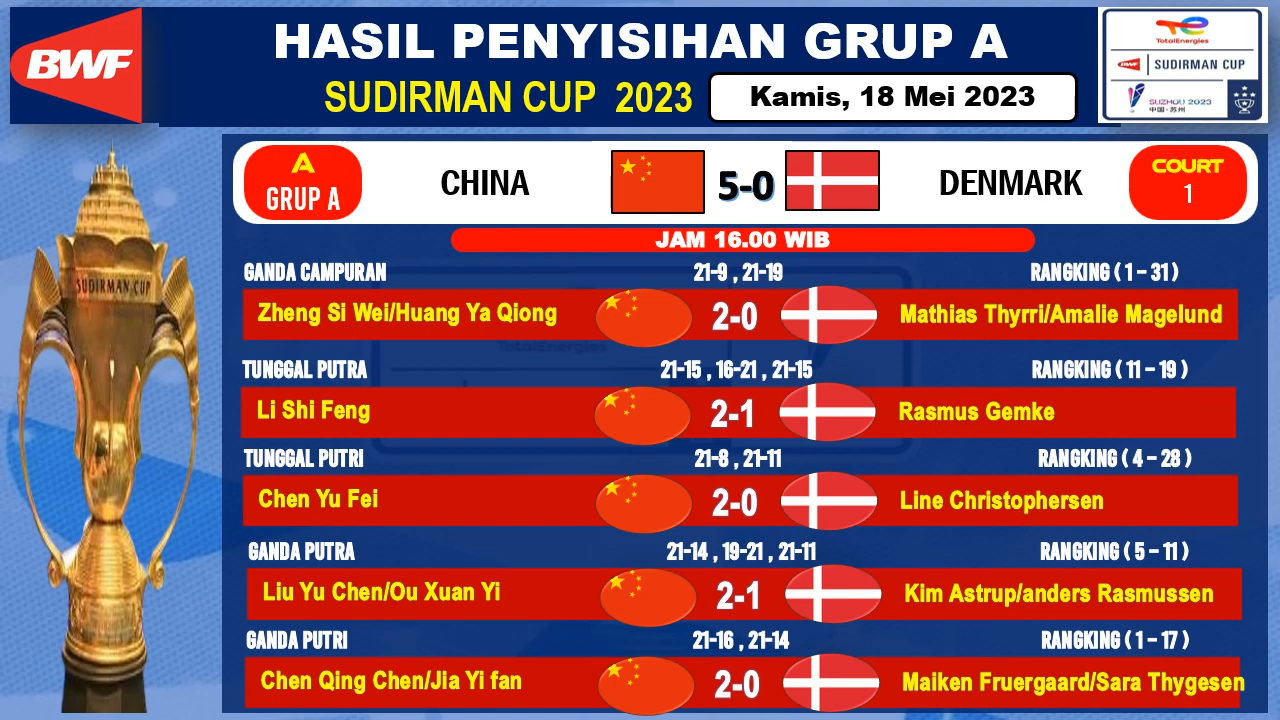 BWF
HASIL PENYISIHAN GRUP A
SUDIRMAN CUP 2023
Kamis, 18 Mei 2023
TotalEnergies
BWF SUDIRMAN CUP
SUZHOU 2023
中国·苏州
A
GRUP A
CHINA
5-0
DENMARK
COURT
1
JAM 16.00 WIB
SUDIRMAN CUP
GANDA CAMPURAN 21-9 , 21-19 RANGKING ( 1 – 31 )
Zheng Si Wei/Huang Ya Qiong 2-0 Mathias Thyrri/Amalie Magelund
TotalEnergies
TUNGGAL PUTRA 21-15 , 16-21 , 21-15 RANGKING ( 11 – 19 )
Li Shi Feng 2-1 Rasmus Gemke
TUNGGAL PUTRI 21-8 , 21-11 RANGKING ( 4 – 28 )
Chen Yu Fei 2-0 Line Christophersen
GANDA PUTRA 21-14 , 19-21 , 21-11 RANGKING ( 5 – 11 )
Liu Yu Chen/Ou Xuan Yi 2-1 Kim Astrup/anders Rasmussen
GANDA PUTRI 21-16 , 21-14 RANGKING ( 1 – 17 )
Chen Qing Chen/Jia Yi fan 2-0 Maiken Fruergaard/Sara Thygesen